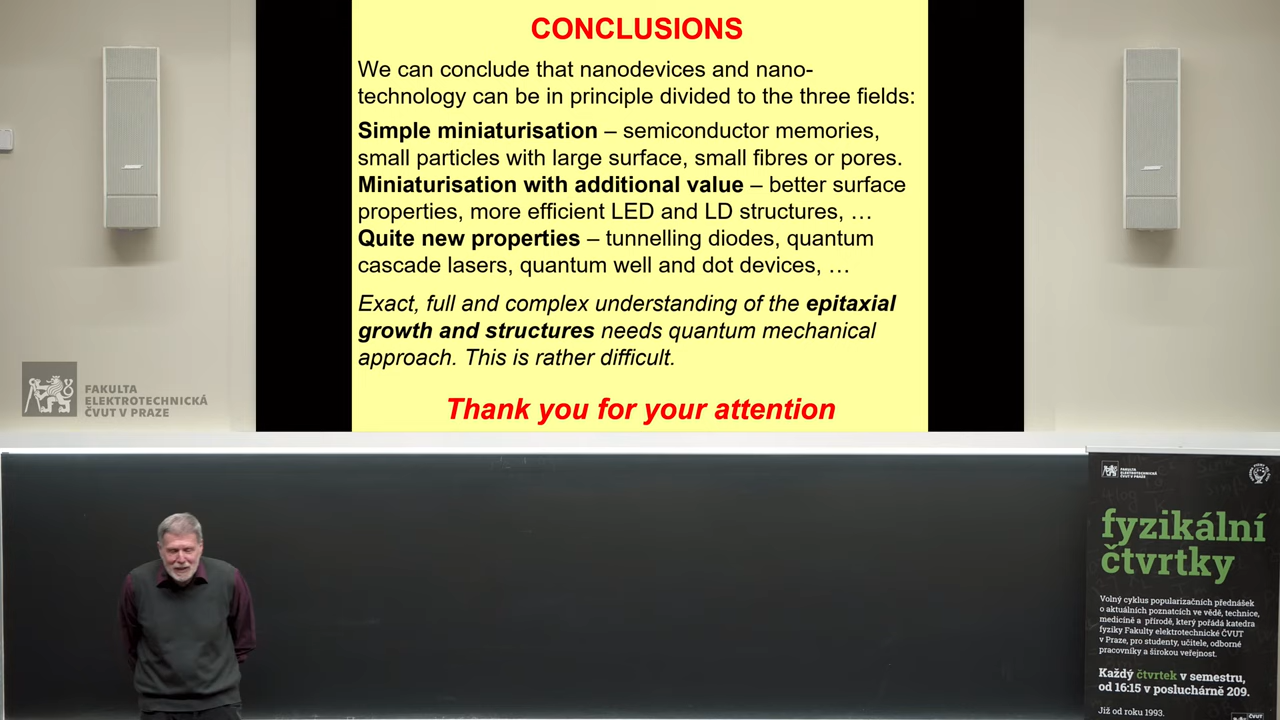 CONCLUSIONS
We can conclude that nanodevices and nano-
technology can be in principle divided to the three fields:
Simple miniaturisation – semiconductor memories,
small particles with large surface, small fibres or pores.
Miniaturisation with additional value – better surface
properties, more efficient LED and LD structures, …
Quite new properties – tunnelling diodes, quantum
cascade lasers, quantum well and dot devices, …
Exact, full and complex understanding of the epitaxial
growth and structures needs quantum mechanical
approach. This is rather difficult.
Thank you for your attention
FAKULTA
ELEKTROTECHNICKÁ
ČVUT V PRAZE
FAKULTA
ELEKTROTECHNICKÁ
ČVUT V PRAZE
fyzikální
čtvrtky
Volný cyklus popularizačních přednášek
o aktuálních poznatcích ve vědě, technice,
medicíně a přírodě, který pořádá katedra
fyziky Fakulty elektrotechnické ČVUT
v Praze, pro studenty, učitele, odborné
pracovníky a širokou veřejnost.
Každý čtvrtek v semestru,
od 16:15 v posluchárně 209.
Již od roku 1993.
ČVUT